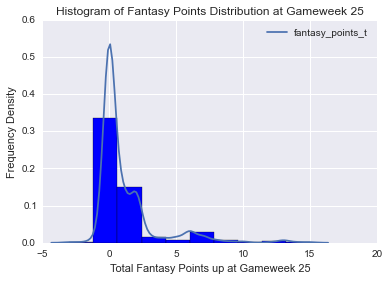 Histogram of Fantasy Points Distribution at Gameweek 25
0.6
fantasy_points_t
0.5
0.4
0.3
0.2
0.1
0.0
Frequency Density
−5 0 5 10 15 20
Total Fantasy Points up at Gameweek 25